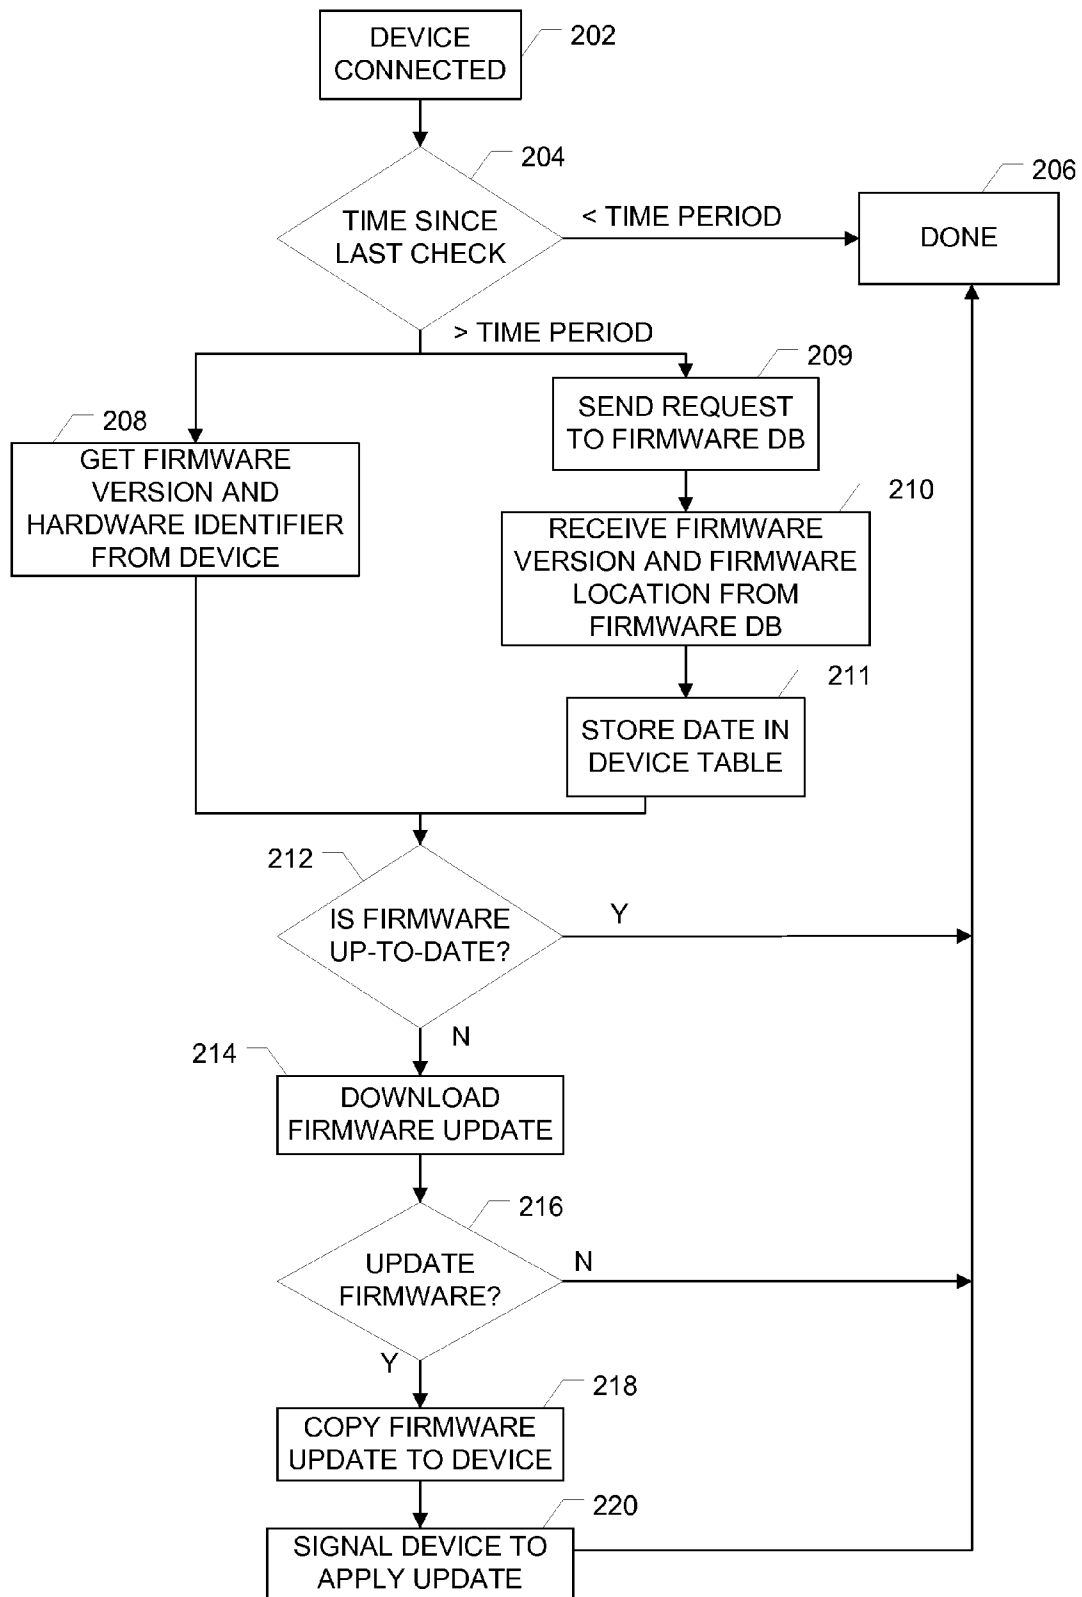 DEVICE
CONNECTED
202
204
TIME SINCE
LAST CHECK
< TIME PERIOD
206
DONE
> TIME PERIOD
209
SEND REQUEST
TO FIRMWARE DB
208
GET FIRMWARE
VERSION AND
HARDWARE IDENTIFIER
FROM DEVICE
210
RECEIVE FIRMWARE
VERSION AND FIRMWARE
LOCATION FROM
FIRMWARE DB
211
STORE DATE IN
DEVICE TABLE
212
IS FIRMWARE
UP-TO-DATE?
Y
N
214
DOWNLOAD
FIRMWARE UPDATE
216
UPDATE
FIRMWARE?
N
Y
218
COPY FIRMWARE
UPDATE TO DEVICE
220
SIGNAL DEVICE TO
APPLY UPDATE